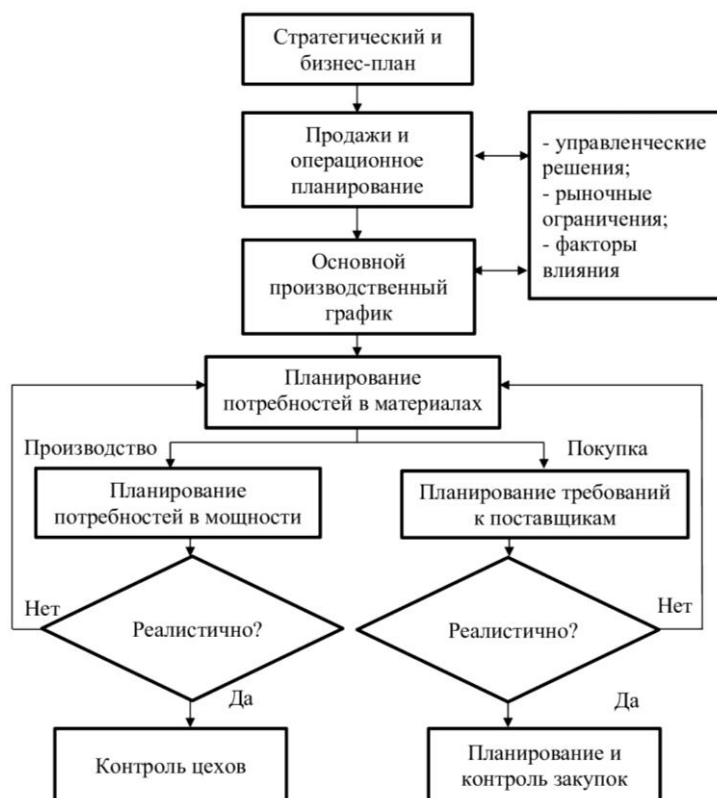 Стратегический и
бизнес-план
Продажи и
операционное
планирование
- управленческие
решения;
- рыночные
ограничения;
- факторы
влияния
Основной
производственный
график
Планирование
потребностей в материалах
Производство
Покупка
Планирование
потребностей в мощности
Планирование требований
к поставщикам
Нет
Реалистично?
Реалистично?
Нет
Да
Да
Контроль цехов
Планирование и
контроль закупок